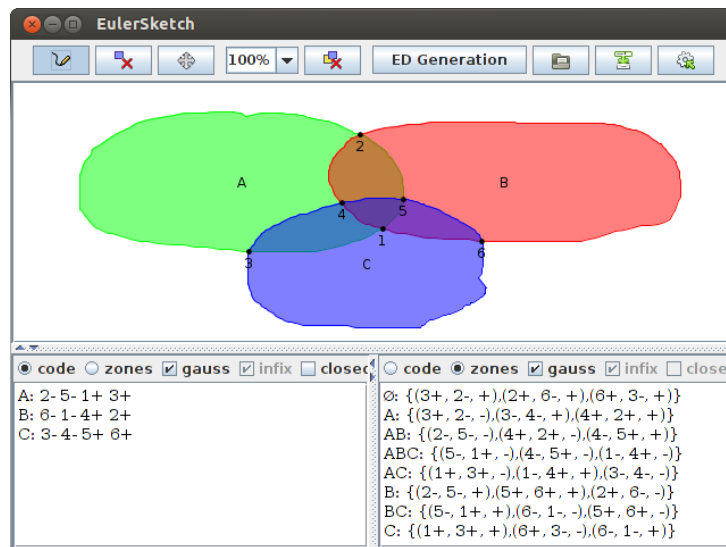 EulerSketch
100%
ED Generation
2
A
B
4
5
1
3
C
6
code zones gauss infix closed
A: 2- 5- 1+ 3+
B: 6- 1- 4+ 2+
C: 3- 4- 5+ 6+
code zones gauss infix close
ø: {(3+, 2-, +),(2+, 6-, +),(6+, 3-, +)}
A: {(3+, 2-, -),(3-, 4-, +),(4+, 2+, +)}
AB: {(2-, 5-, -),(4+, 2+, -),(4-, 5+, +)}
ABC: {(5-, 1+, -),(4-, 5+, -),(1-, 4+, -)}
AC: {(1+, 3+, -),(1-, 4+, +),(3-, 4-, -)}
B: {(2-, 5-, +),(5+, 6+, +),(2+, 6-, -)}
BC: {(5-, 1+, +),(6-, 1-, -),(5+, 6+, -)}
C: {(1+, 3+, +),(6+, 3-, -),(6-, 1-, +)}